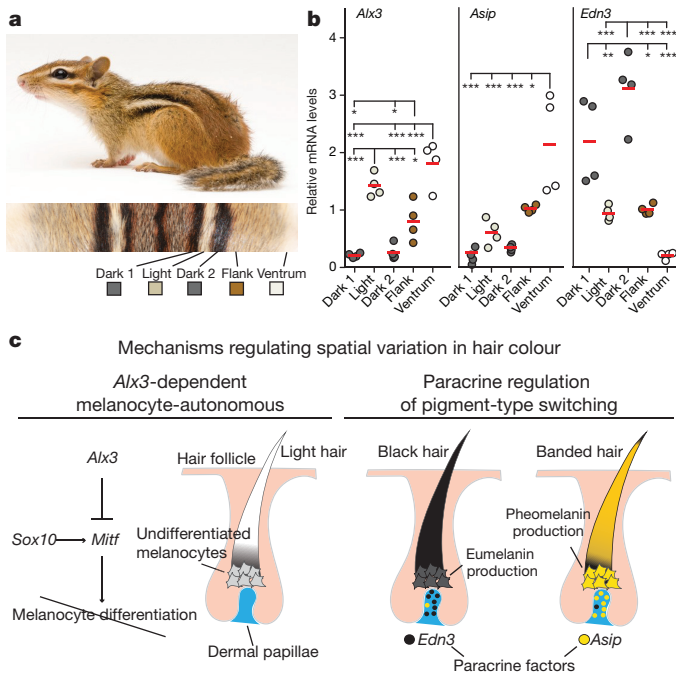 a
Dark 1 Light Dark 2 Flank Ventrum
b
Alx3 Asip Edn3
Relative mRNA levels
4
3
2
1
0
* *
*** *** ***
*** *** *
*** *** *** *
*** *** ***
*** ** * ***
Dark 1 Light Dark 2 Flank Ventrum
Dark 1 Light Dark 2 Flank Ventrum
Dark 1 Light Dark 2 Flank Ventrum
c
Mechanisms regulating spatial variation in hair colour
Alx3-dependent
melanocyte-autonomous
Alx3
Sox10 Mitf
Melanocyte differentiation
Hair follicle
Light hair
Undifferentiated
melanocytes
Dermal papillae
Paracrine regulation
of pigment-type switching
Black hair
Eumelanin
production
Edn3
Banded hair
Pheomelanin
production
Asip
Paracrine factors